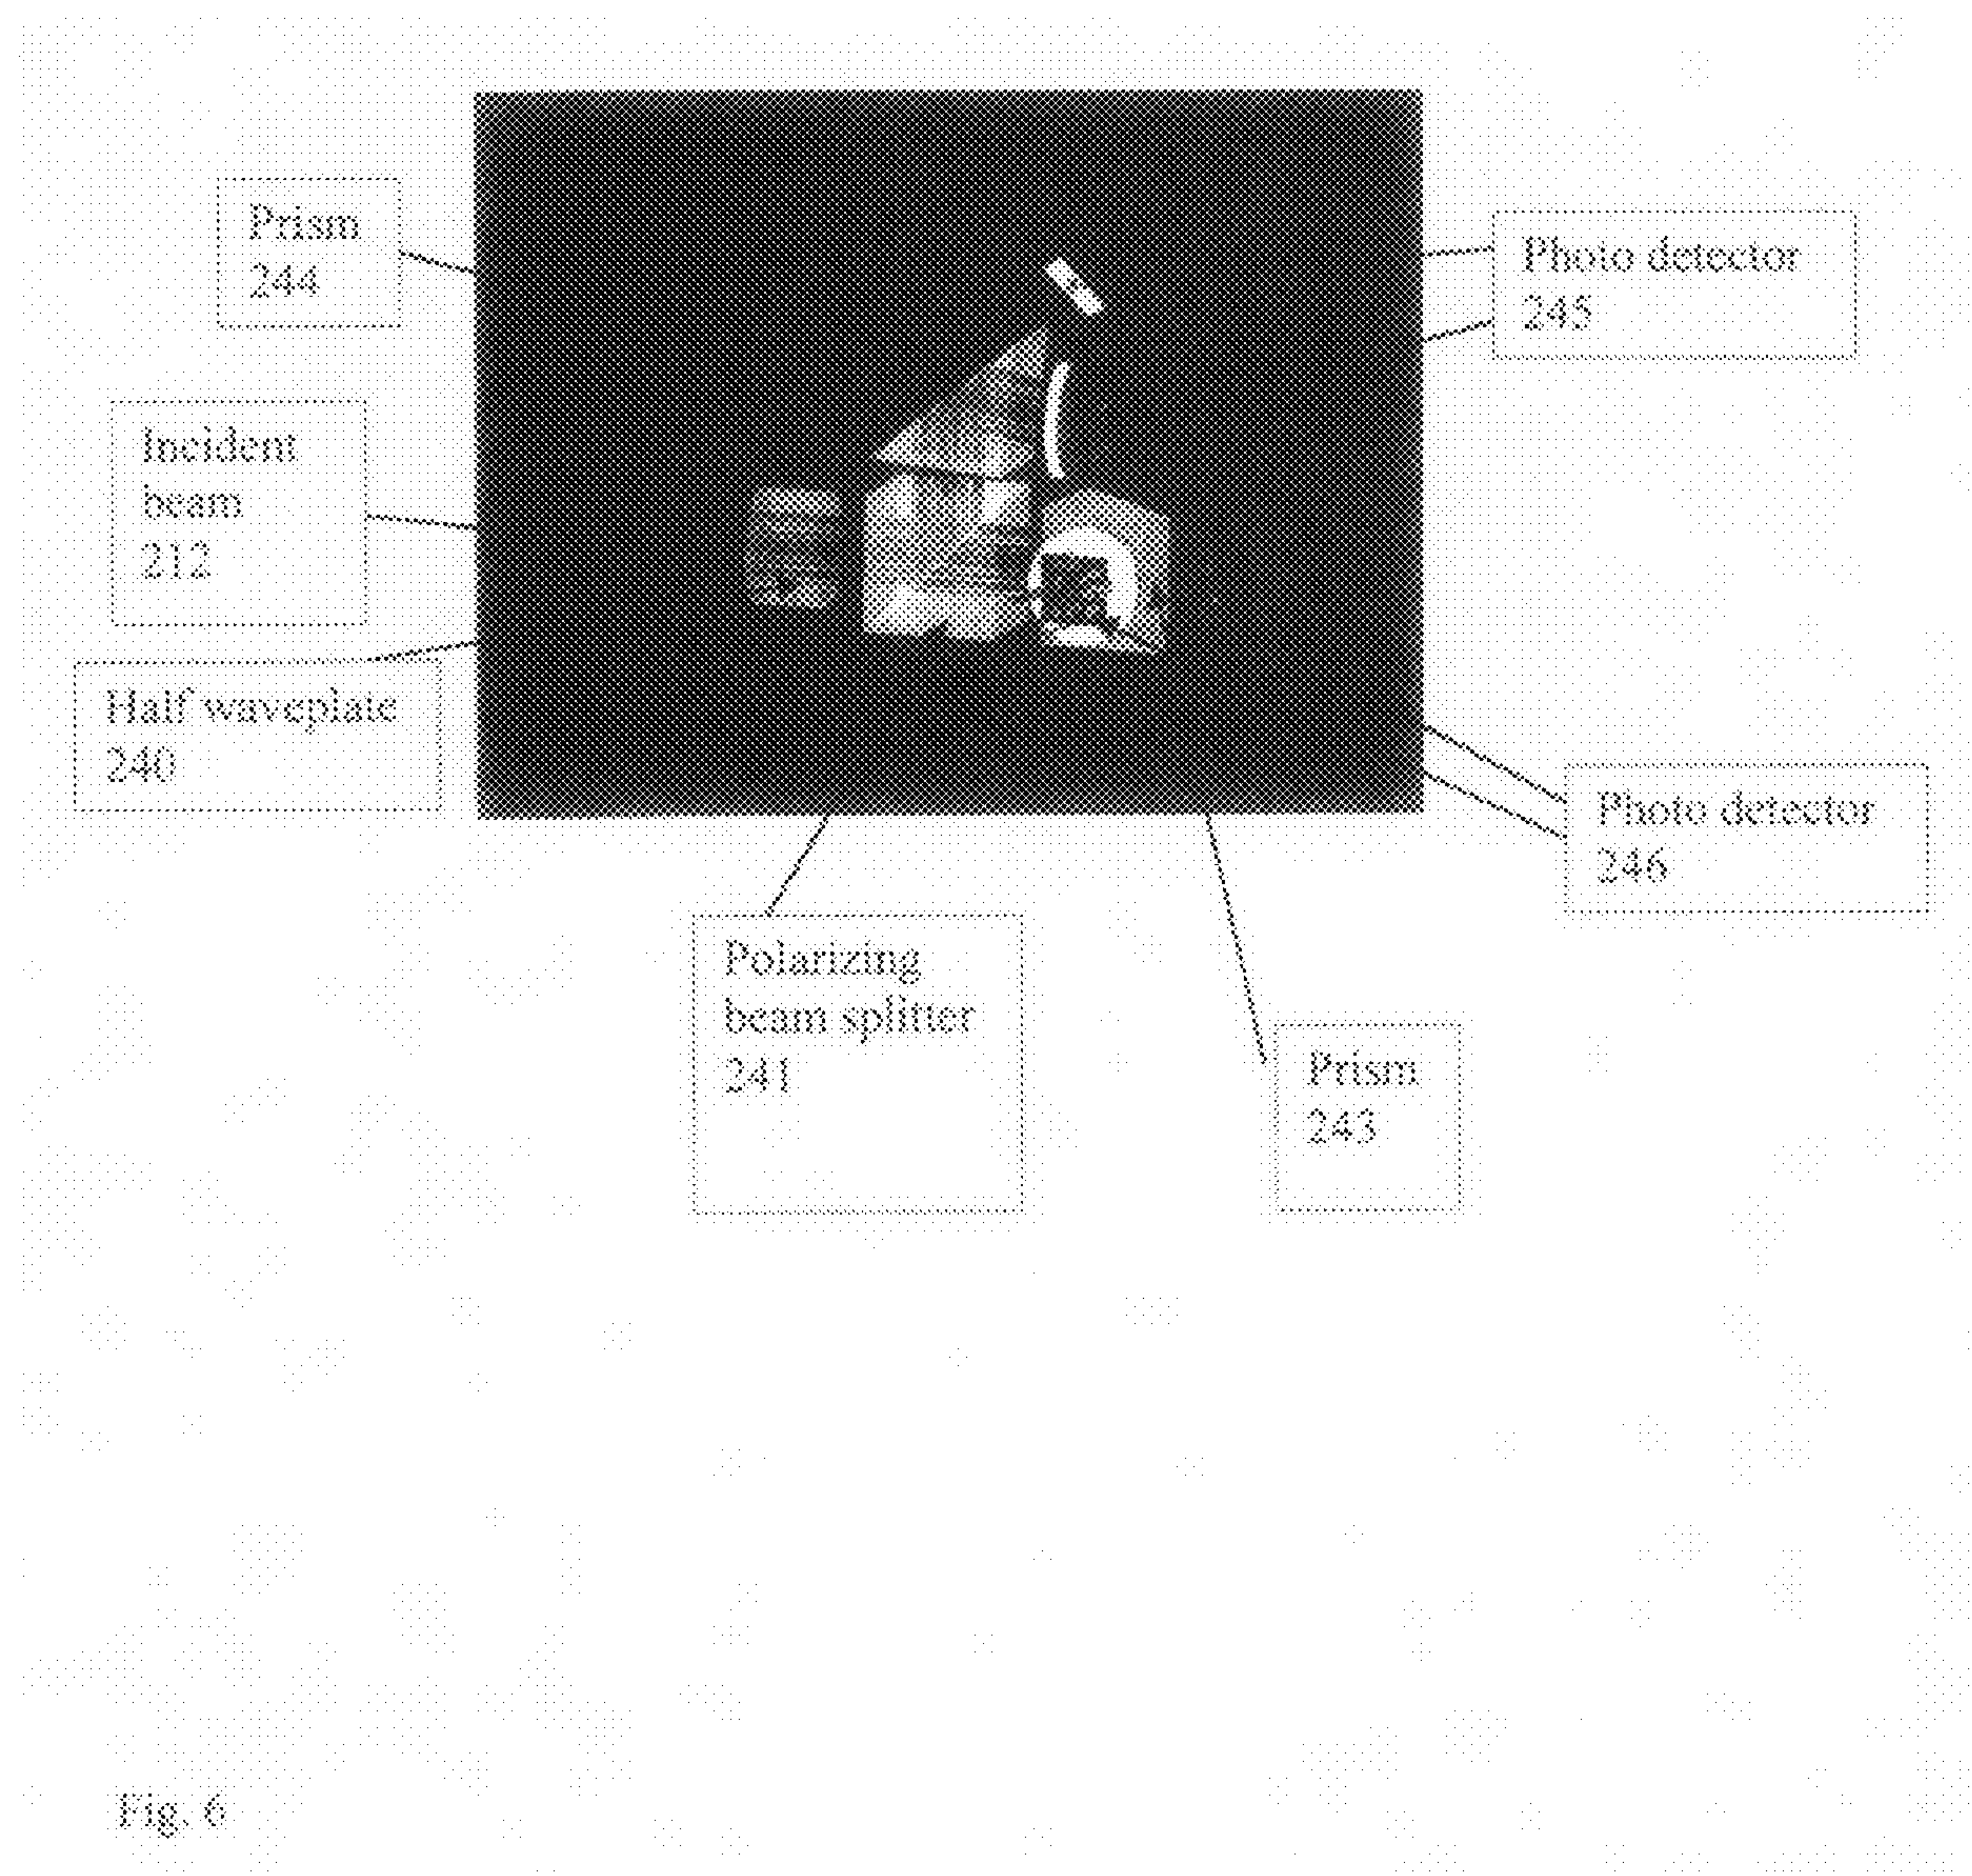 Prism
244
Photo detector
245
Incident
beam
212
Half waveplate
240
Photo detector
246
Polarizing
beam splitter
241
Prism
243
Fig. 6